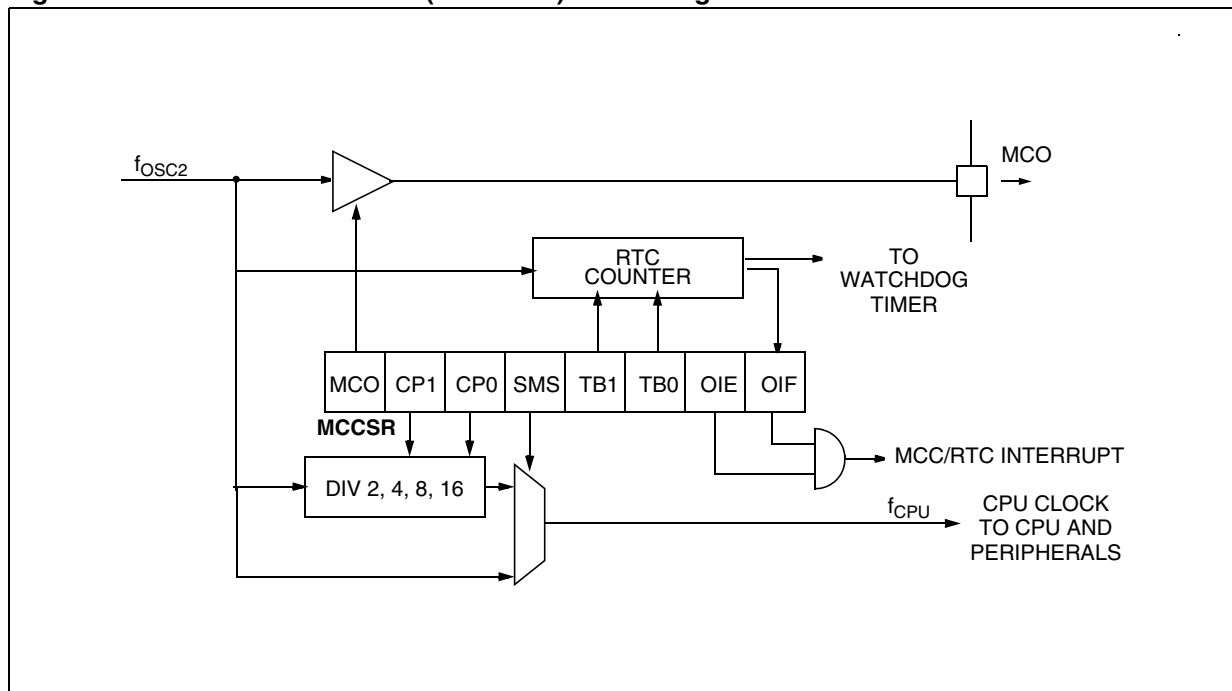 fOSC2
MCO
RTC
COUNTER
TO
WATCHDOG
TIMER
MCO CP1 CP0 SMS TB1 TB0 OIE OIF
MCCSR
MCC/RTC INTERRUPT
DIV 2, 4, 8, 16
fCPU
CPU CLOCK
TO CPU AND
PERIPHERALS